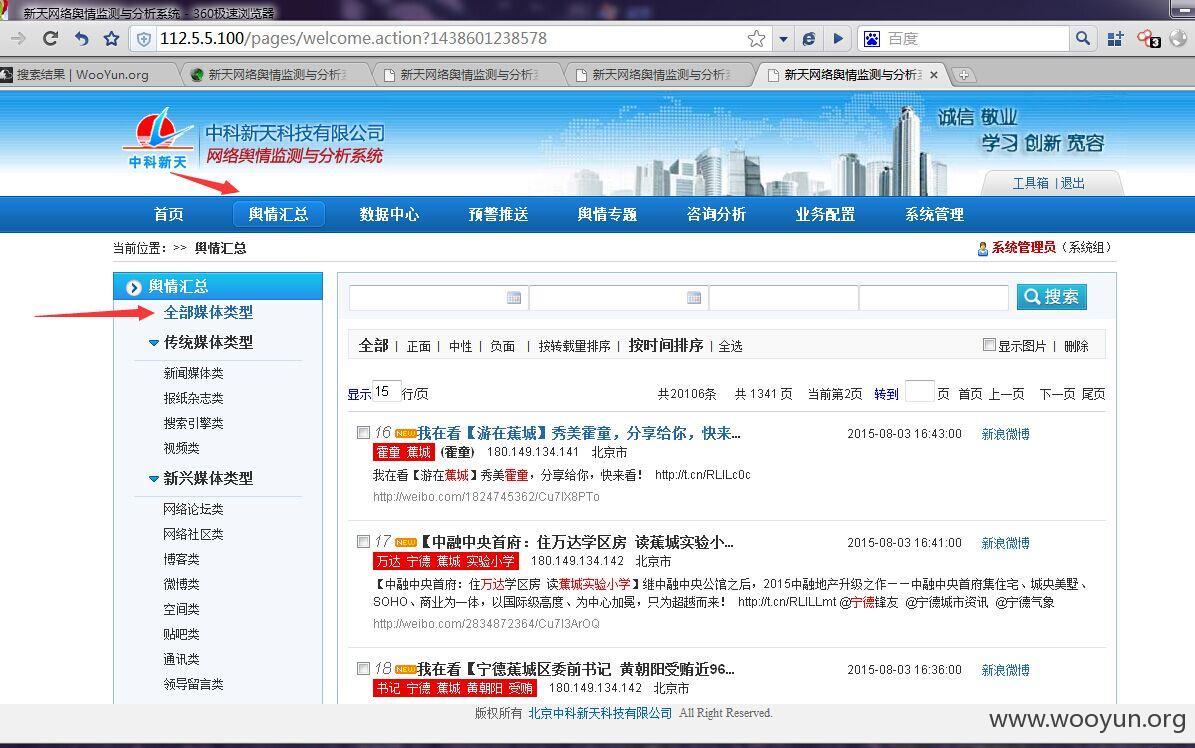 新天网络舆情监测与分析系统 - 360极速浏览器
112.5.5.100/pages/welcome.action?1438601238578
百度
3
搜索结果 | WooYun.org
新天网络舆情监测与分析
新天网络舆情监测与分析
新天网络舆情监测与分析
新天网络舆情监测与分析
中科新天
中科新天科技有限公司
网络舆情监测与分析系统
诚信 敬业
学习 创新 宽容
工具箱 | 退出
首页 舆情汇总 数据中心 预警推送 舆情专题 咨询分析 业务配置 系统管理
当前位置: >> 舆情汇总
系统管理员 (系统组)
舆情汇总
全部媒体类型
传统媒体类型
新闻媒体类
报纸杂志类
搜索引擎类
视频类
新兴媒体类型
网络论坛类
网络社区类
博客类
微博类
空间类
贴吧类
通讯类
领导留言类
搜索
全部 | 正面 | 中性 | 负面 | 按转载量排序 | 按时间排序 | 全选
显示图片 | 删除
显示 15 行/页
共20106条 共 1341 页 当前第2页 转到 页 首页 上一页 下一页 尾页
16 NEW 我在看【游在蕉城】秀美霍童，分享给你，快来...
2015-08-03 16:43:00 新浪微博
霍童 蕉城 (霍童) 180.149.134.141 北京市
我在看【游在蕉城】秀美霍童，分享给你，快来看！ http://t.cn/RLILc0c
http://weibo.com/1824745362/Cu7IX8PTo
17 NEW 【中融中央首府：住万达学区房 读蕉城实验小...
2015-08-03 16:41:00 新浪微博
万达 宁德 蕉城 实验小学 180.149.134.142 北京市
【中融中央首府：住万达学区房 读蕉城实验小学】继中融中央公馆之后，2015中融地产升级之作——中融中央首府集住宅、城央美墅、
SOHO、商业为一体，以国际级高度、为中心加冕，只为超越而来！ http://t.cn/RLILLmt @宁德锋友 @宁德城市资讯 @宁德气象
http://weibo.com/2834872364/Cu7I3ArOQ
18 NEW 我在看【宁德蕉城区委前书记 黄朝阳受贿近96...
2015-08-03 16:36:00 新浪微博
书记 宁德 蕉城 黄朝阳 受贿 180.149.134.142 北京市
版权所有 北京中科新天科技有限公司 All Right Reserved.
www.wooyun.org